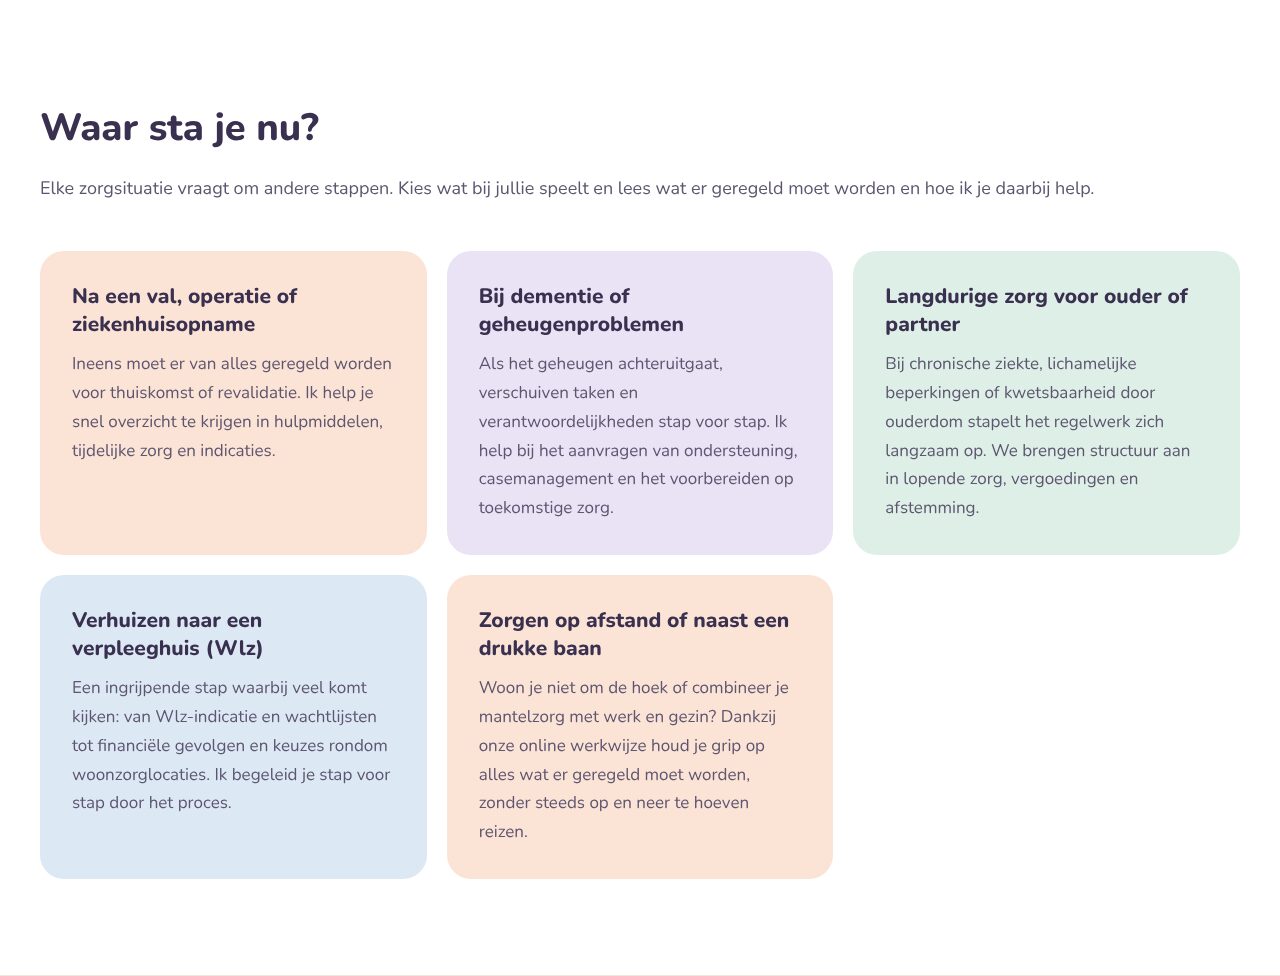 Waar sta je nu?
Elke zorgsituatie vraagt om andere stappen. Kies wat bij jullie speelt en lees wat er geregeld moet worden en hoe ik je daarbij help.
Na een val, operatie of
ziekenhuisopname
Ineens moet er van alles geregeld worden
voor thuiskomst of revalidatie. Ik help je
snel overzicht te krijgen in hulpmiddelen,
tijdelijke zorg en indicaties.
Bij dementie of
geheugenproblemen
Als het geheugen achteruitgaat,
verschuiven taken en
verantwoordelijkheden stap voor stap. Ik
help bij het aanvragen van ondersteuning,
casemanagement en het voorbereiden op
toekomstige zorg.
Langdurige zorg voor ouder of
partner
Bij chronische ziekte, lichamelijke
beperkingen of kwetsbaarheid door
ouderdom stapelt het regelwerk zich
langzaam op. We brengen structuur aan
in lopende zorg, vergoedingen en
afstemming.
Verhuizen naar een
verpleeghuis (Wlz)
Een ingrijpende stap waarbij veel komt
kijken: van Wlz-indicatie en wachtlijsten
tot financiële gevolgen en keuzes rondom
woonzorglocaties. Ik begeleid je stap voor
stap door het proces.
Zorgen op afstand of naast een
drukke baan
Woon je niet om de hoek of combineer je
mantelzorg met werk en gezin? Dankzij
onze online werkwijze houd je grip op
alles wat er geregeld moet worden,
zonder steeds op en neer te hoeven
reizen.